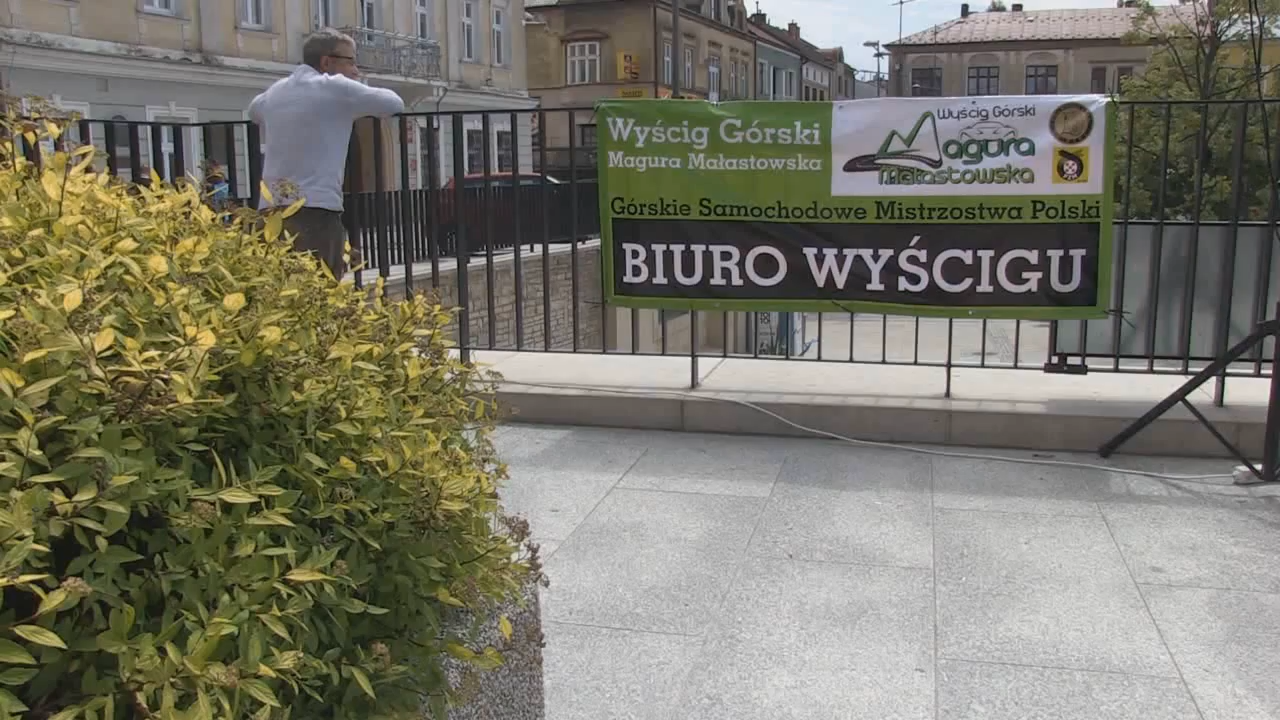 Wyścig Górski
Magura Małastowska
Wyścig Górski
Magura
Małastowska
Górskie Samochodowe Mistrzostwa Polski
BIURO WYŚCIGU